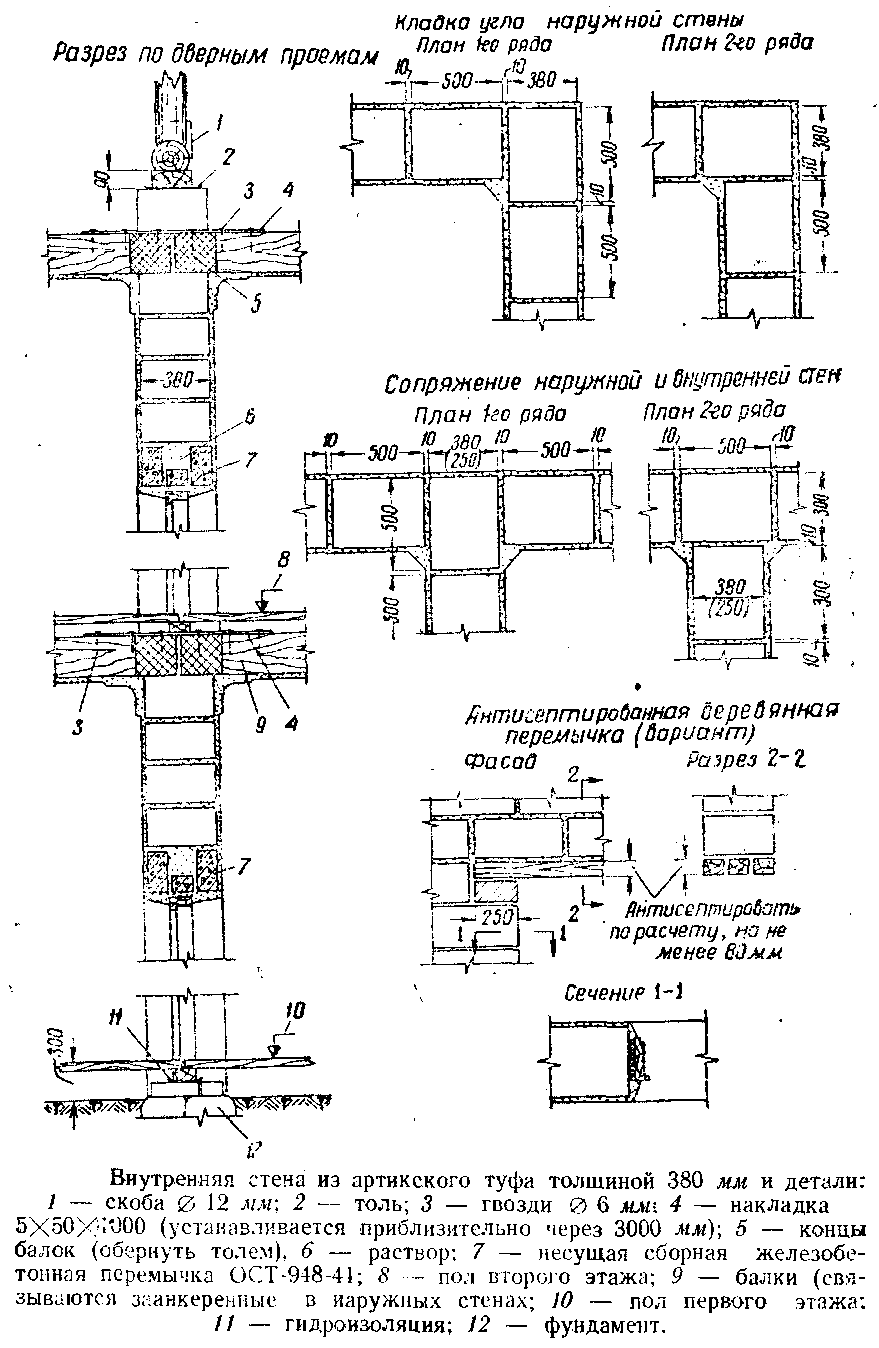 Разрез по дверным проемам
1
2
80
3
4
5
380
6
7
8
3
9
4
7
11
10
300
12
Кладка угла наружной стены
План 1го ряда
План 2-го ряда
10
500
10
380
500
10
500
380
10
500
Сопряжение наружной и внутренней стен
План 1го ряда
План 2го ряда
10
500
10
380
(250)
10
500
10
500
500
10
500
10
380
(250)
300
10
300
10
Антисептированная деревянная
перемычка (вариант)
Фасад
Разрез 2-2
2
250
2
1
1
Антисептировать
по расчету, но не
менее 80мм
Сечение 1-1
Внутренняя стена из артикского туфа толщиной 380 мм и детали:
1 — скоба ∅ 12 мм; 2 — толь; 3 — гвозди ∅ 6 мм; 4 — накладка
(устанавливается приблизительно через 3000 мм); 5 — концы
балок (обернуть толем), 6 — раствор; 7 — несущая сборная железобе-
тонная перемычка ОСТ-948-41; 8 — пол второго этажа; 9 — балки (свя-
зываются заанкеренные в наружных стенах; 10 — пол первого этажа;
11 — гидроизоляция; 12 — фундамент.